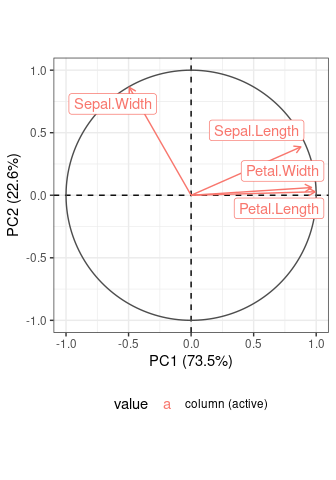 1.0
Sepal.Width
0.5
Sepal.Length
Petal.Width
0.0
Petal.Length
-0.5
-1.0
PC2 (22.6%)
-1.0 -0.5 0.0 0.5 1.0
PC1 (73.5%)
value a column (active)